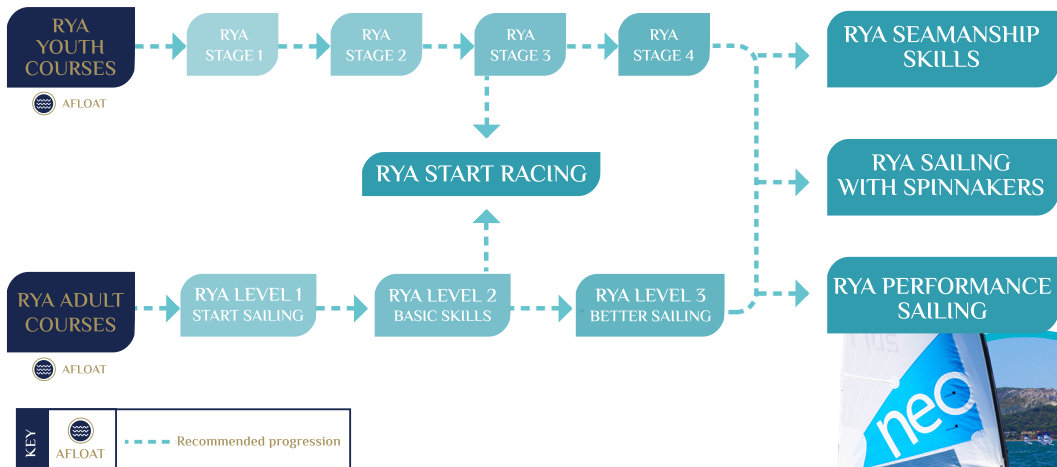 RYA
YOUTH
COURSES
AFLOAT
RYA
STAGE 1
RYA
STAGE 2
RYA
STAGE 3
RYA
STAGE 4
RYA SEAMANSHIP
SKILLS
RYA START RACING
RYA SAILING
WITH SPINNAKERS
RYA ADULT
COURSES
AFLOAT
RYA LEVEL 1
START SAILING
RYA LEVEL 2
BASIC SKILLS
RYA LEVEL 3
BETTER SAILING
RYA PERFORMANCE
SAILING
neo
KEY
AFLOAT
Recommended progression